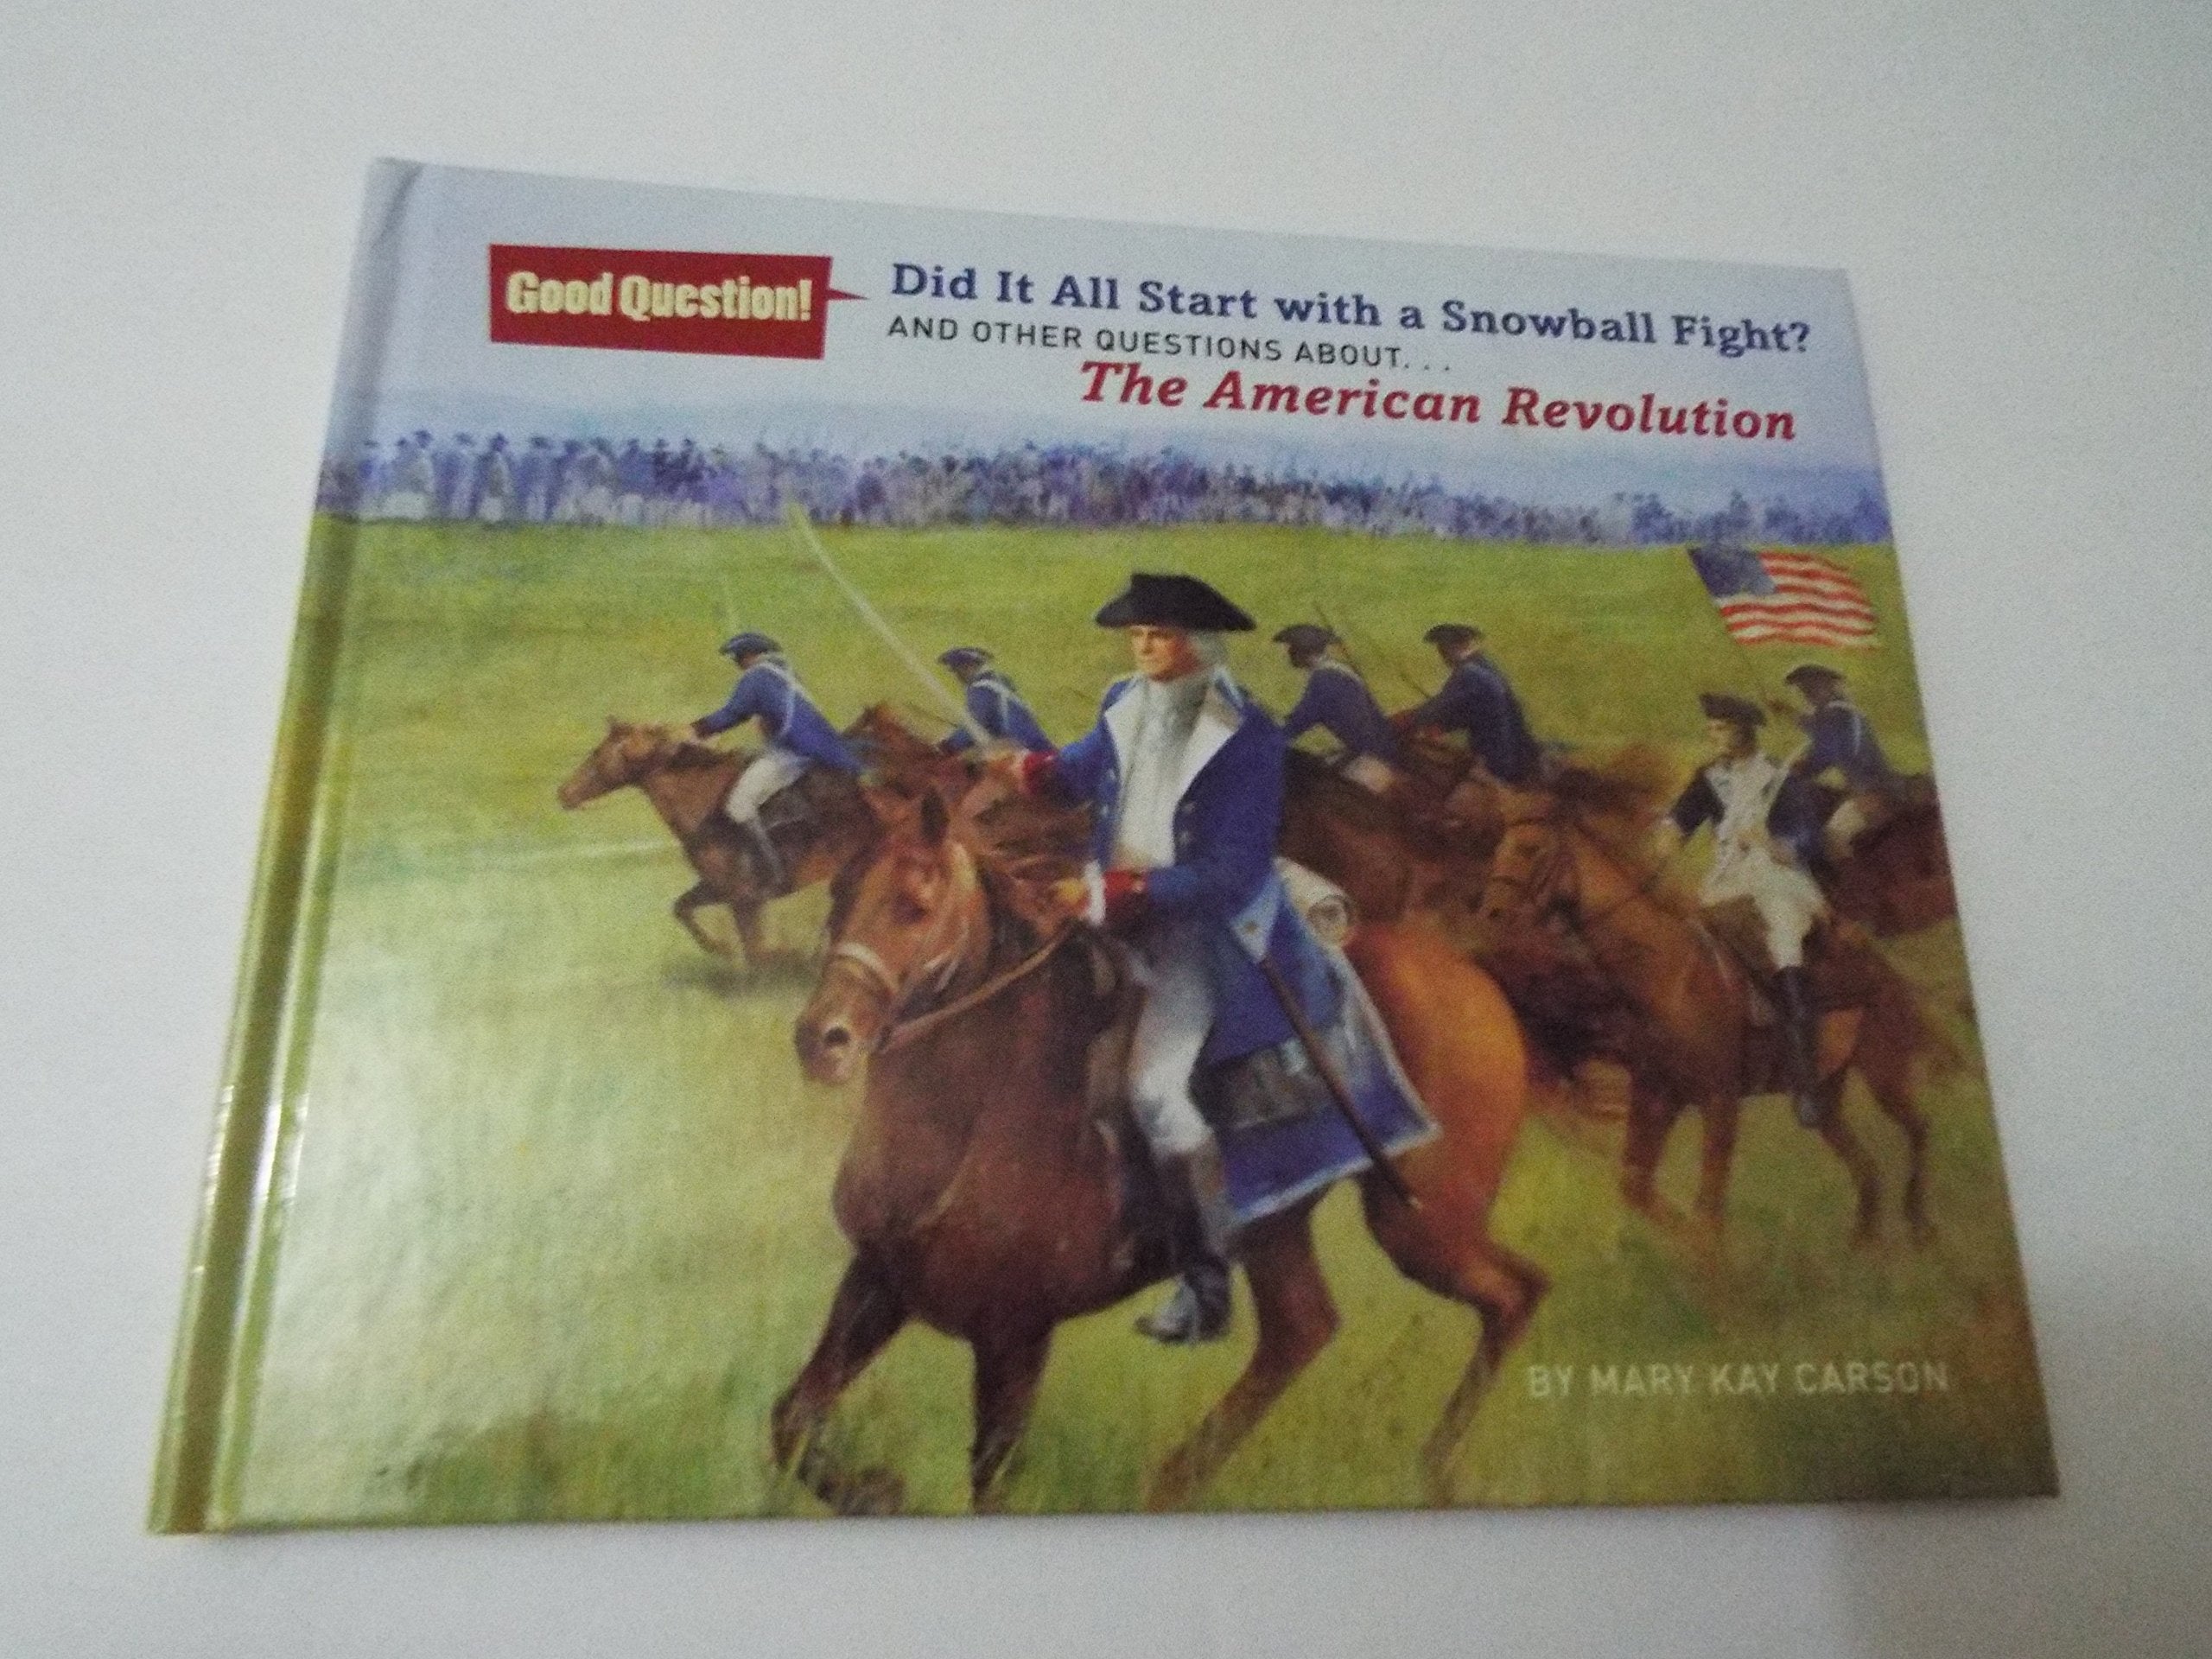 Good Question!
Did It All Start with a Snowball Fight?
AND OTHER QUESTIONS ABOUT. . .
The American Revolution
BY MARY KAY CARSON